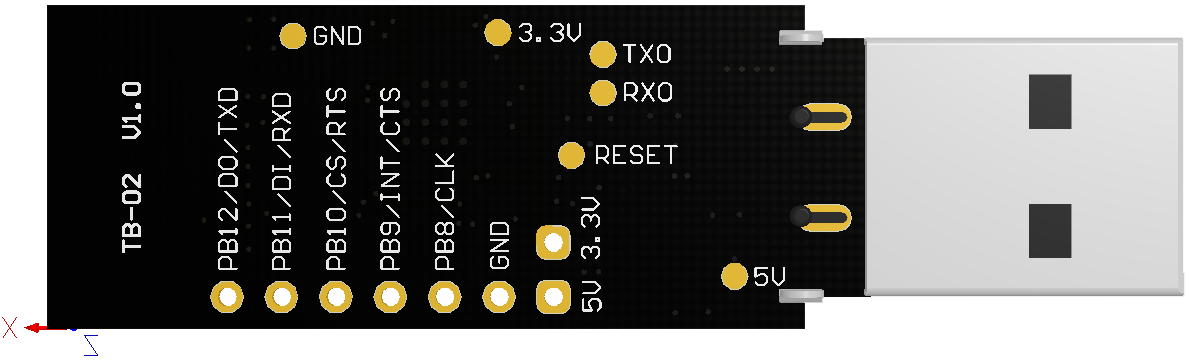 GND
3.3V
TXO
RXO
RESET
TB-02 V1.0
PB12/DO/TXD
PB11/DI/RXD
PB10/CS/RTS
PB9/INT/CTS
PB8/CLK
GND
3.3V
5V
5V
X
Z